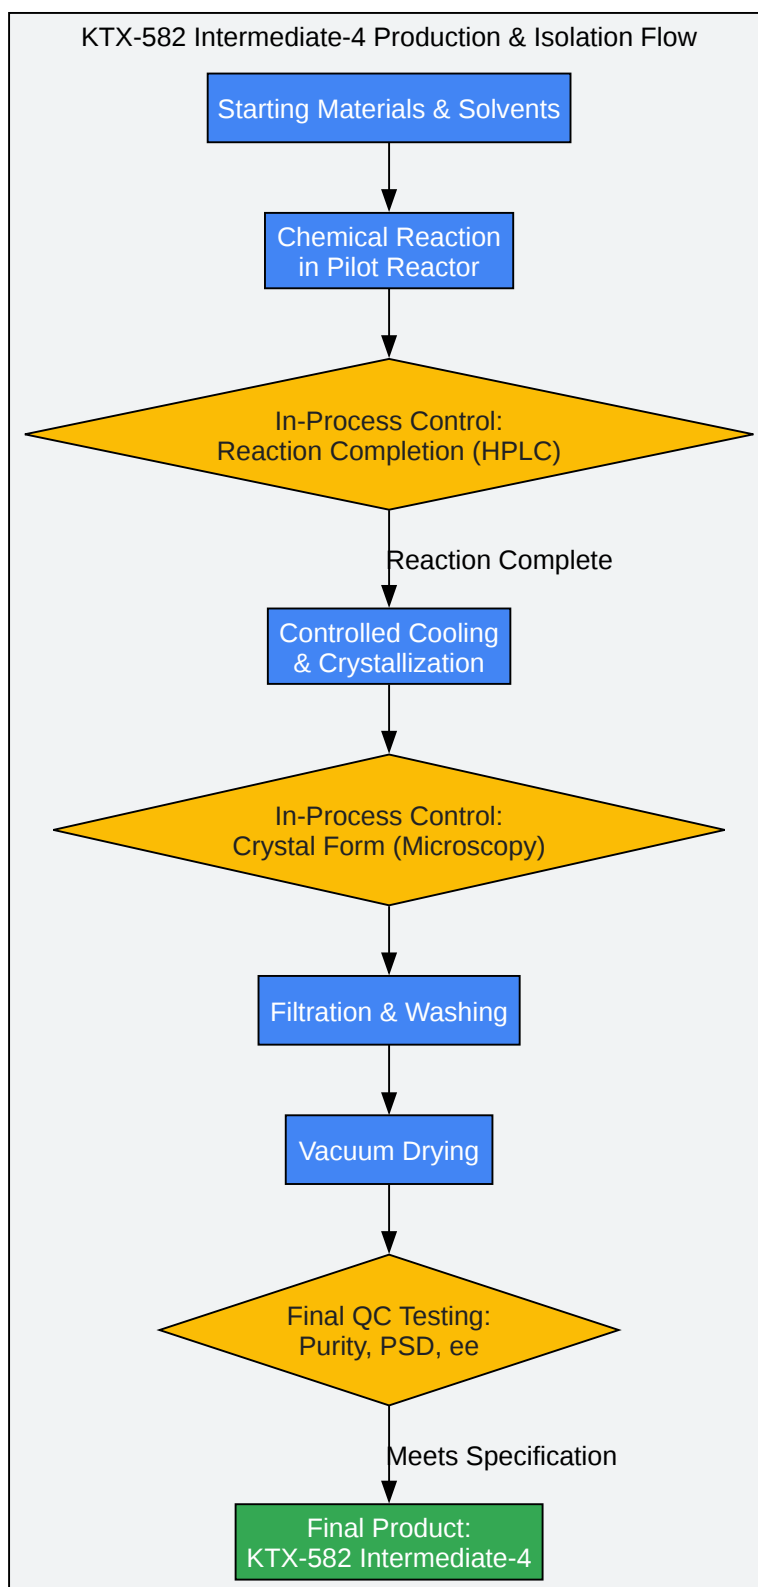 KTX-582 Intermediate-4 Production & Isolation Flow
Starting Materials & Solvents
Chemical Reaction
in Pilot Reactor
In-Process Control:
Reaction Completion (HPLC)
Reaction Complete
Controlled Cooling
& Crystallization
In-Process Control:
Crystal Form (Microscopy)
Filtration & Washing
Vacuum Drying
Final QC Testing:
Purity, PSD, ee
Meets Specification
Final Product:
KTX-582 Intermediate-4